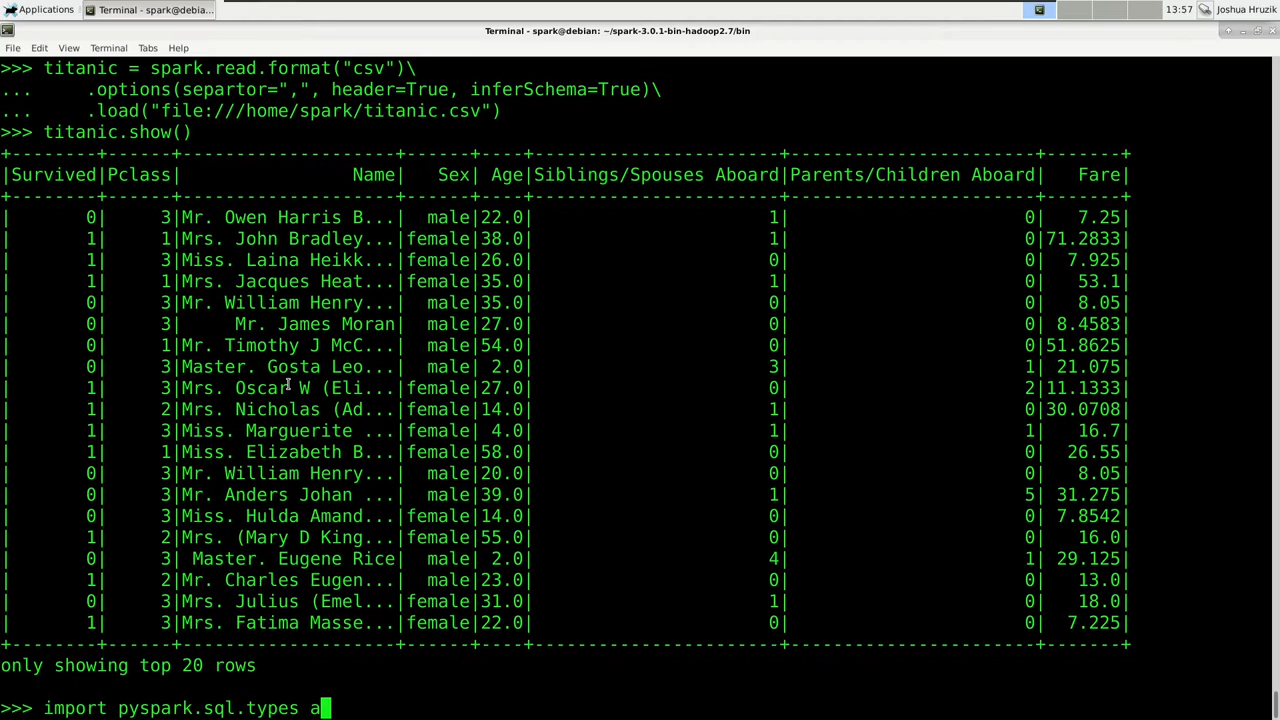 Applications Terminal - spark@debia... 13:57 Joshua Hruzik
Terminal - spark@debian: ~/spark-3.0.1-bin-hadoop2.7/bin
File Edit View Terminal Tabs Help
>>> titanic = spark.read.format("csv")\
...     .options(separtor=",", header=True, inferSchema=True)\
...     .load("file:///home/spark/titanic.csv")
>>> titanic.show()
+--------+------+--------------------+------+----+-----------------------+-----------------------+-------+
|Survived|Pclass|                Name|   Sex| Age|Siblings/Spouses Aboard|Parents/Children Aboard|   Fare|
+--------+------+--------------------+------+----+-----------------------+-----------------------+-------+
|       0|     3|Mr. Owen Harris B...|  male|22.0|                      1|                      0|   7.25|
|       1|     1|Mrs. John Bradley...|female|38.0|                      1|                      0|71.2833|
|       1|     3|Miss. Laina Heikk...|female|26.0|                      0|                      0|  7.925|
|       1|     1|Mrs. Jacques Heat...|female|35.0|                      1|                      0|   53.1|
|       0|     3|Mr. William Henry...|  male|35.0|                      0|                      0|   8.05|
|       0|     3|     Mr. James Moran|  male|27.0|                      0|                      0| 8.4583|
|       0|     1|Mr. Timothy J McC...|  male|54.0|                      0|                      0|51.8625|
|       0|     3|Master. Gosta Leo...|  male| 2.0|                      3|                      1| 21.075|
|       1|     3|Mrs. Oscar W (Eli...|female|27.0|                      0|                      2|11.1333|
|       1|     2|Mrs. Nicholas (Ad...|female|14.0|                      1|                      0|30.0708|
|       1|     3|Miss. Marguerite ...|female| 4.0|                      1|                      1|   16.7|
|       1|     1|Miss. Elizabeth B...|female|58.0|                      0|                      0|  26.55|
|       0|     3|Mr. William Henry...|  male|20.0|                      0|                      0|   8.05|
|       0|     3|Mr. Anders Johan ...|  male|39.0|                      1|                      5| 31.275|
|       0|     3|Miss. Hulda Amand...|female|14.0|                      0|                      0| 7.8542|
|       1|     2|Mrs. (Mary D King...|female|55.0|                      0|                      0|   16.0|
|       0|     3| Master. Eugene Rice|  male| 2.0|                      4|                      1| 29.125|
|       1|     2|Mr. Charles Eugen...|  male|23.0|                      0|                      0|   13.0|
|       0|     3|Mrs. Julius (Emel...|female|31.0|                      1|                      0|   18.0|
|       1|     3|Mrs. Fatima Masse...|female|22.0|                      0|                      0|  7.225|
+--------+------+--------------------+------+----+-----------------------+-----------------------+-------+
only showing top 20 rows
>>> import pyspark.sql.types a